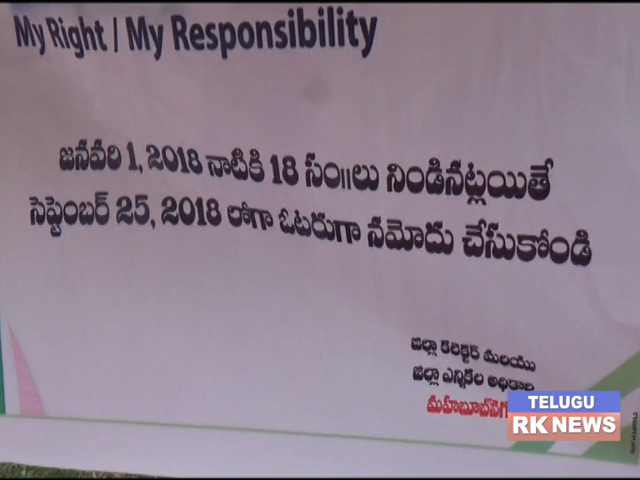 My Right / My Responsibility
జనవరి 1, 2018 నాటికి 18 సం॥లు నిండినట్లయితే
సెప్టెంబర్ 25, 2018 లోగా ఓటరుగా నమోదు చేసుకోండి
జిల్లా కలెక్టర్ మరియు
జిల్లా ఎన్నికల అధికారి
TELUGU
RK NEWS